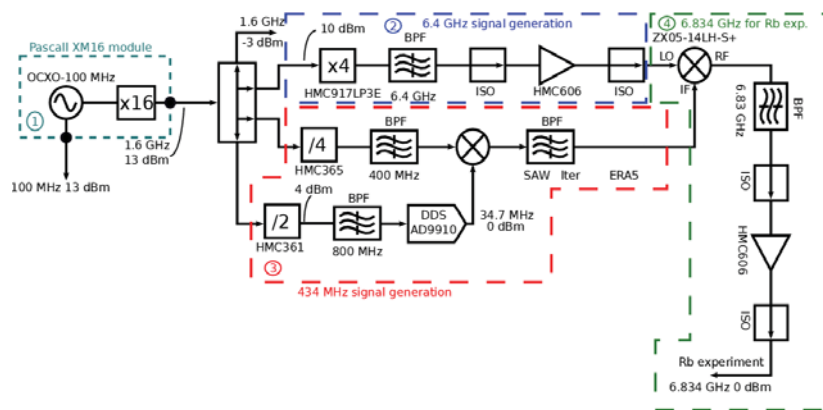 Pascall XM16 module
OCXO-100 MHz
x16
1
1.6 GHz
13 dBm
100 MHz 13 dBm
1.6 GHz
-3 dBm
10 dBm
2 6.4 GHz signal generation
x4
HMC917LP3E
BPF
6.4 GHz
ISO
HMC606
ISO
/4
HMC365
BPF
400 MHz
BPF
SAW lter
ERA5
4 dBm
/2
HMC361
BPF
800 MHz
DDS
AD9910
34.7 MHz
0 dBm
3
434 MHz signal generation
4 6.834 GHz for Rb exp.
ZX05-14LH-S+
LO
RF
IF
BPF
6.83 GHz
ISO
HMC606
ISO
Rb experiment
6.834 GHz 0 dBm